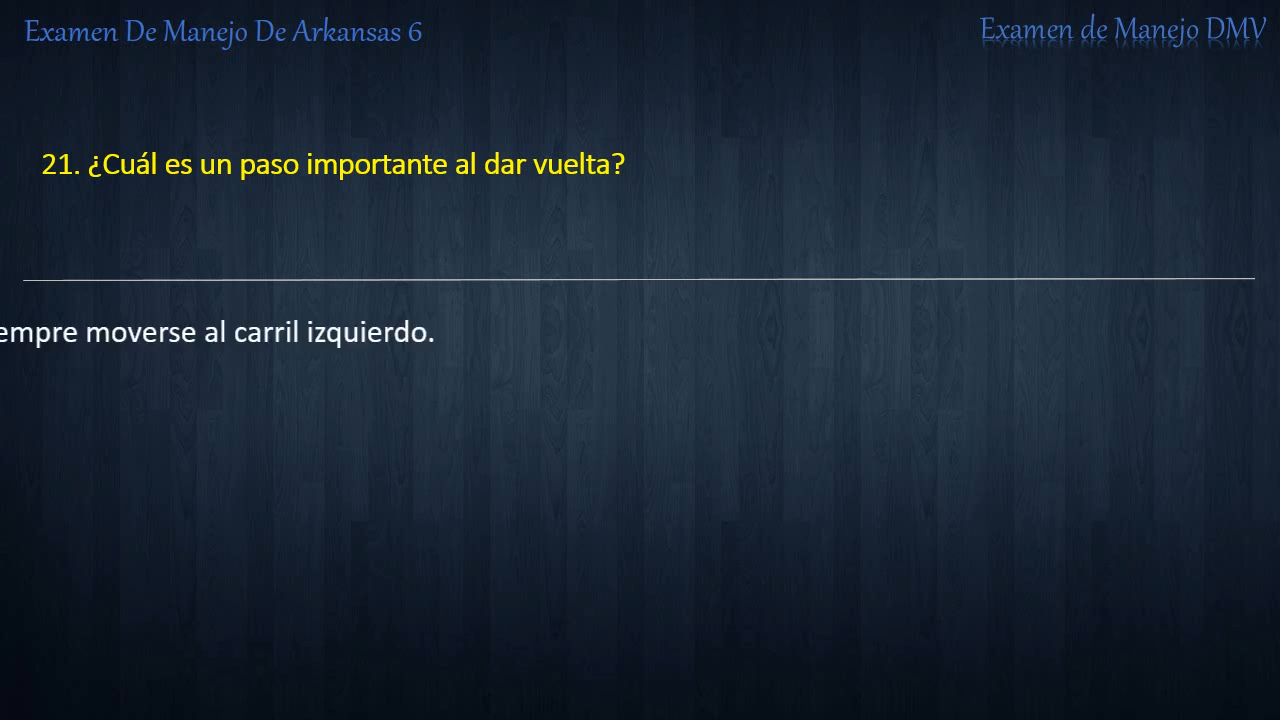 Examen De Manejo De Arkansas 6
Examen de Manejo DMV
21. ¿Cuál es un paso importante al dar vuelta?
empre moverse al carril izquierdo.